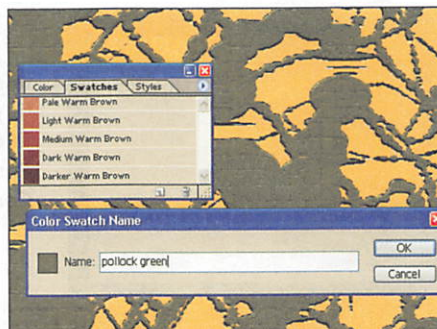 Color Swatches Styles
Pale Warm Brown
Light Warm Brown
Medium Warm Brown
Dark Warm Brown
Darker Warm Brown
Color Swatch Name
Name: pollock green
OK
Cancel